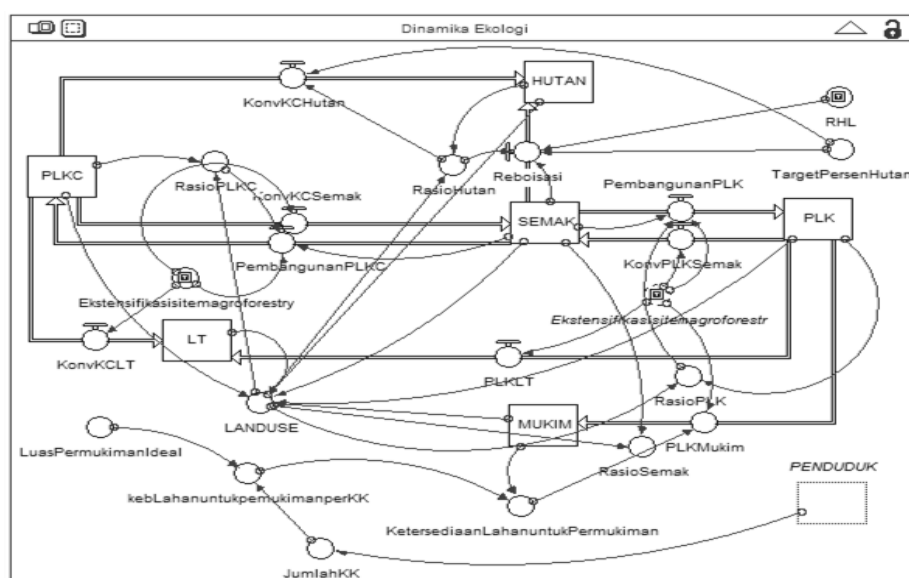 Dinamika Ekologi
HUTAN
KonvKCHutan
RHL
PLKC
RasioPLKC
RasioHutan
Reboisasi
TargetPersenHutan
KonvKCSemak
PembangunanPLK
SEMAK
PLK
PembangunanPLKC
KonvPLKSemak
Ekstensifikasisitemagroforestry
Ekstensifikasisitemagroforestr
LT
KonvKCLT
PLKLT
RasioPLK
LANDUSE
MUKIM
PLKMukim
LuasPermukimanIdeal
RasioSemak
PENDUDUK
kebLahanuntukpemukimanperKK
KetersediaanLahanuntukPermukiman
JumlahKK